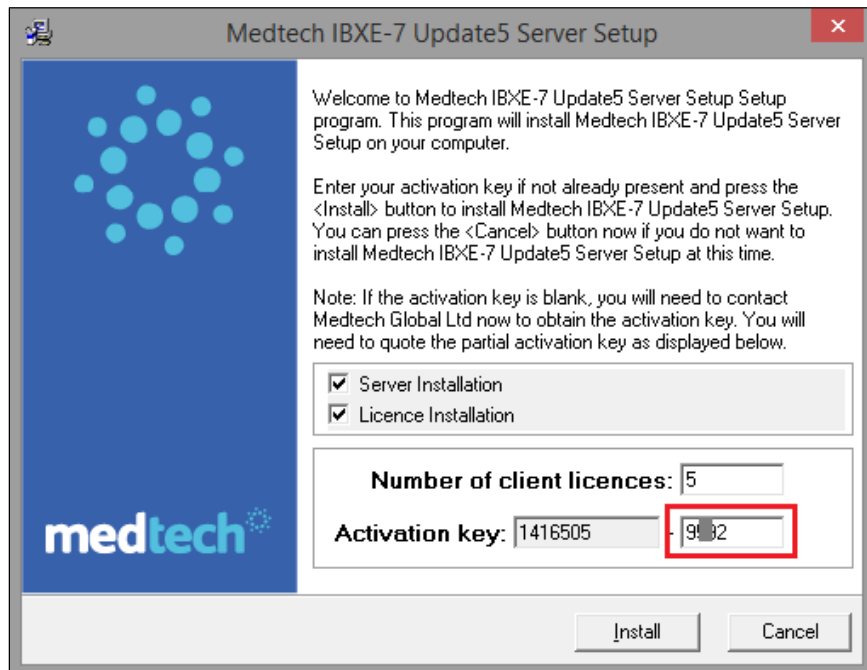 Medtech IBXE-7 Update5 Server Setup
Welcome to Medtech IBXE-7 Update5 Server Setup Setup
program. This program will install Medtech IBXE-7 Update5 Server
Setup on your computer.
Enter your activation key if not already present and press the
<Install> button to install Medtech IBXE-7 Update5 Server Setup.
You can press the <Cancel> button now if you do not want to
install Medtech IBXE-7 Update5 Server Setup at this time.
Note: If the activation key is blank, you will need to contact
Medtech Global Ltd now to obtain the activation key. You will
need to quote the partial activation key as displayed below.
Server Installation
Licence Installation
Number of client licences: 5
Activation key: 1416505 -
medtech
Install Cancel